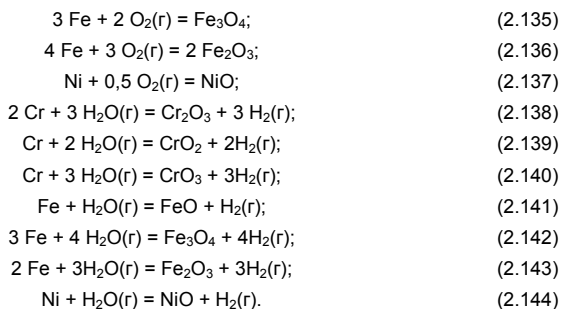 3 Fe + 2 O₂(г) = Fe₃O₄; (2.135)
4 Fe + 3 O₂(г) = 2 Fe₂O₃; (2.136)
Ni + 0,5 O₂(г) = NiO; (2.137)
2 Cr + 3 H₂O(г) = Cr₂O₃ + 3 H₂(г); (2.138)
Cr + 2 H₂O(г) = CrO₂ + 2H₂(г); (2.139)
Cr + 3 H₂O(г) = CrO₃ + 3H₂(г); (2.140)
Fe + H₂O(г) = FeO + H₂(г); (2.141)
3 Fe + 4 H₂O(г) = Fe₃O₄ + 4H₂(г); (2.142)
2 Fe + 3H₂O(г) = Fe₂O₃ + 3H₂(г); (2.143)
Ni + H₂O(г) = NiO + H₂(г). (2.144)